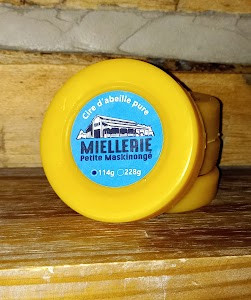 Cire d'abeille pure
MIELLERIE
Petite Maskinongé
114g 228g